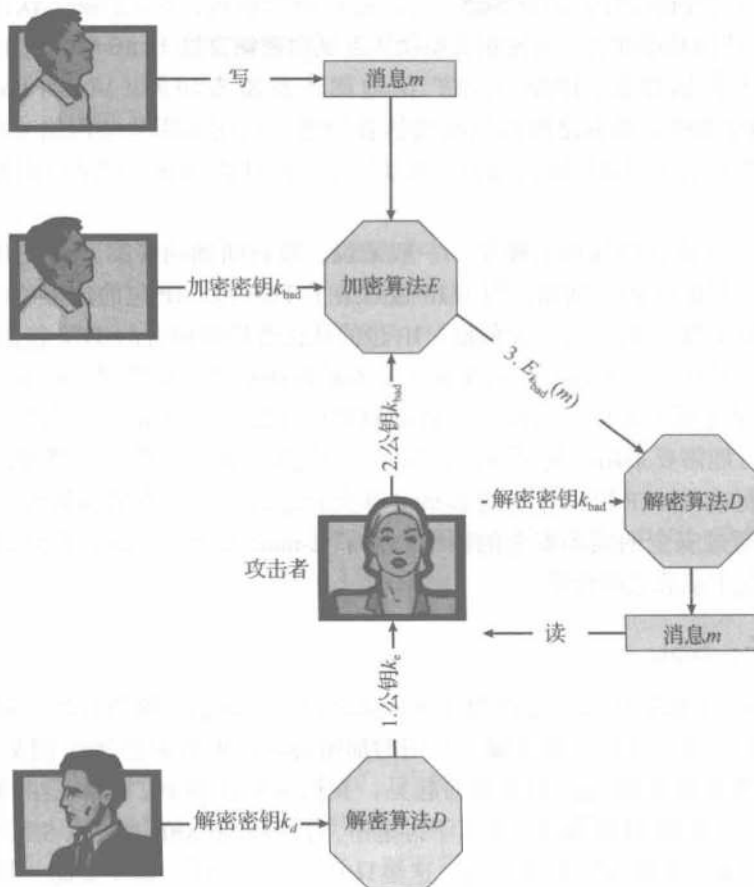 写
消息m
加密密钥k_bad
加密算法E
3. E_{k_bad}(m)
2.公钥k_bad
解密密钥k_bad
解密算法D
攻击者
读
消息m
1.公钥k_e
解密密钥k_d
解密算法D